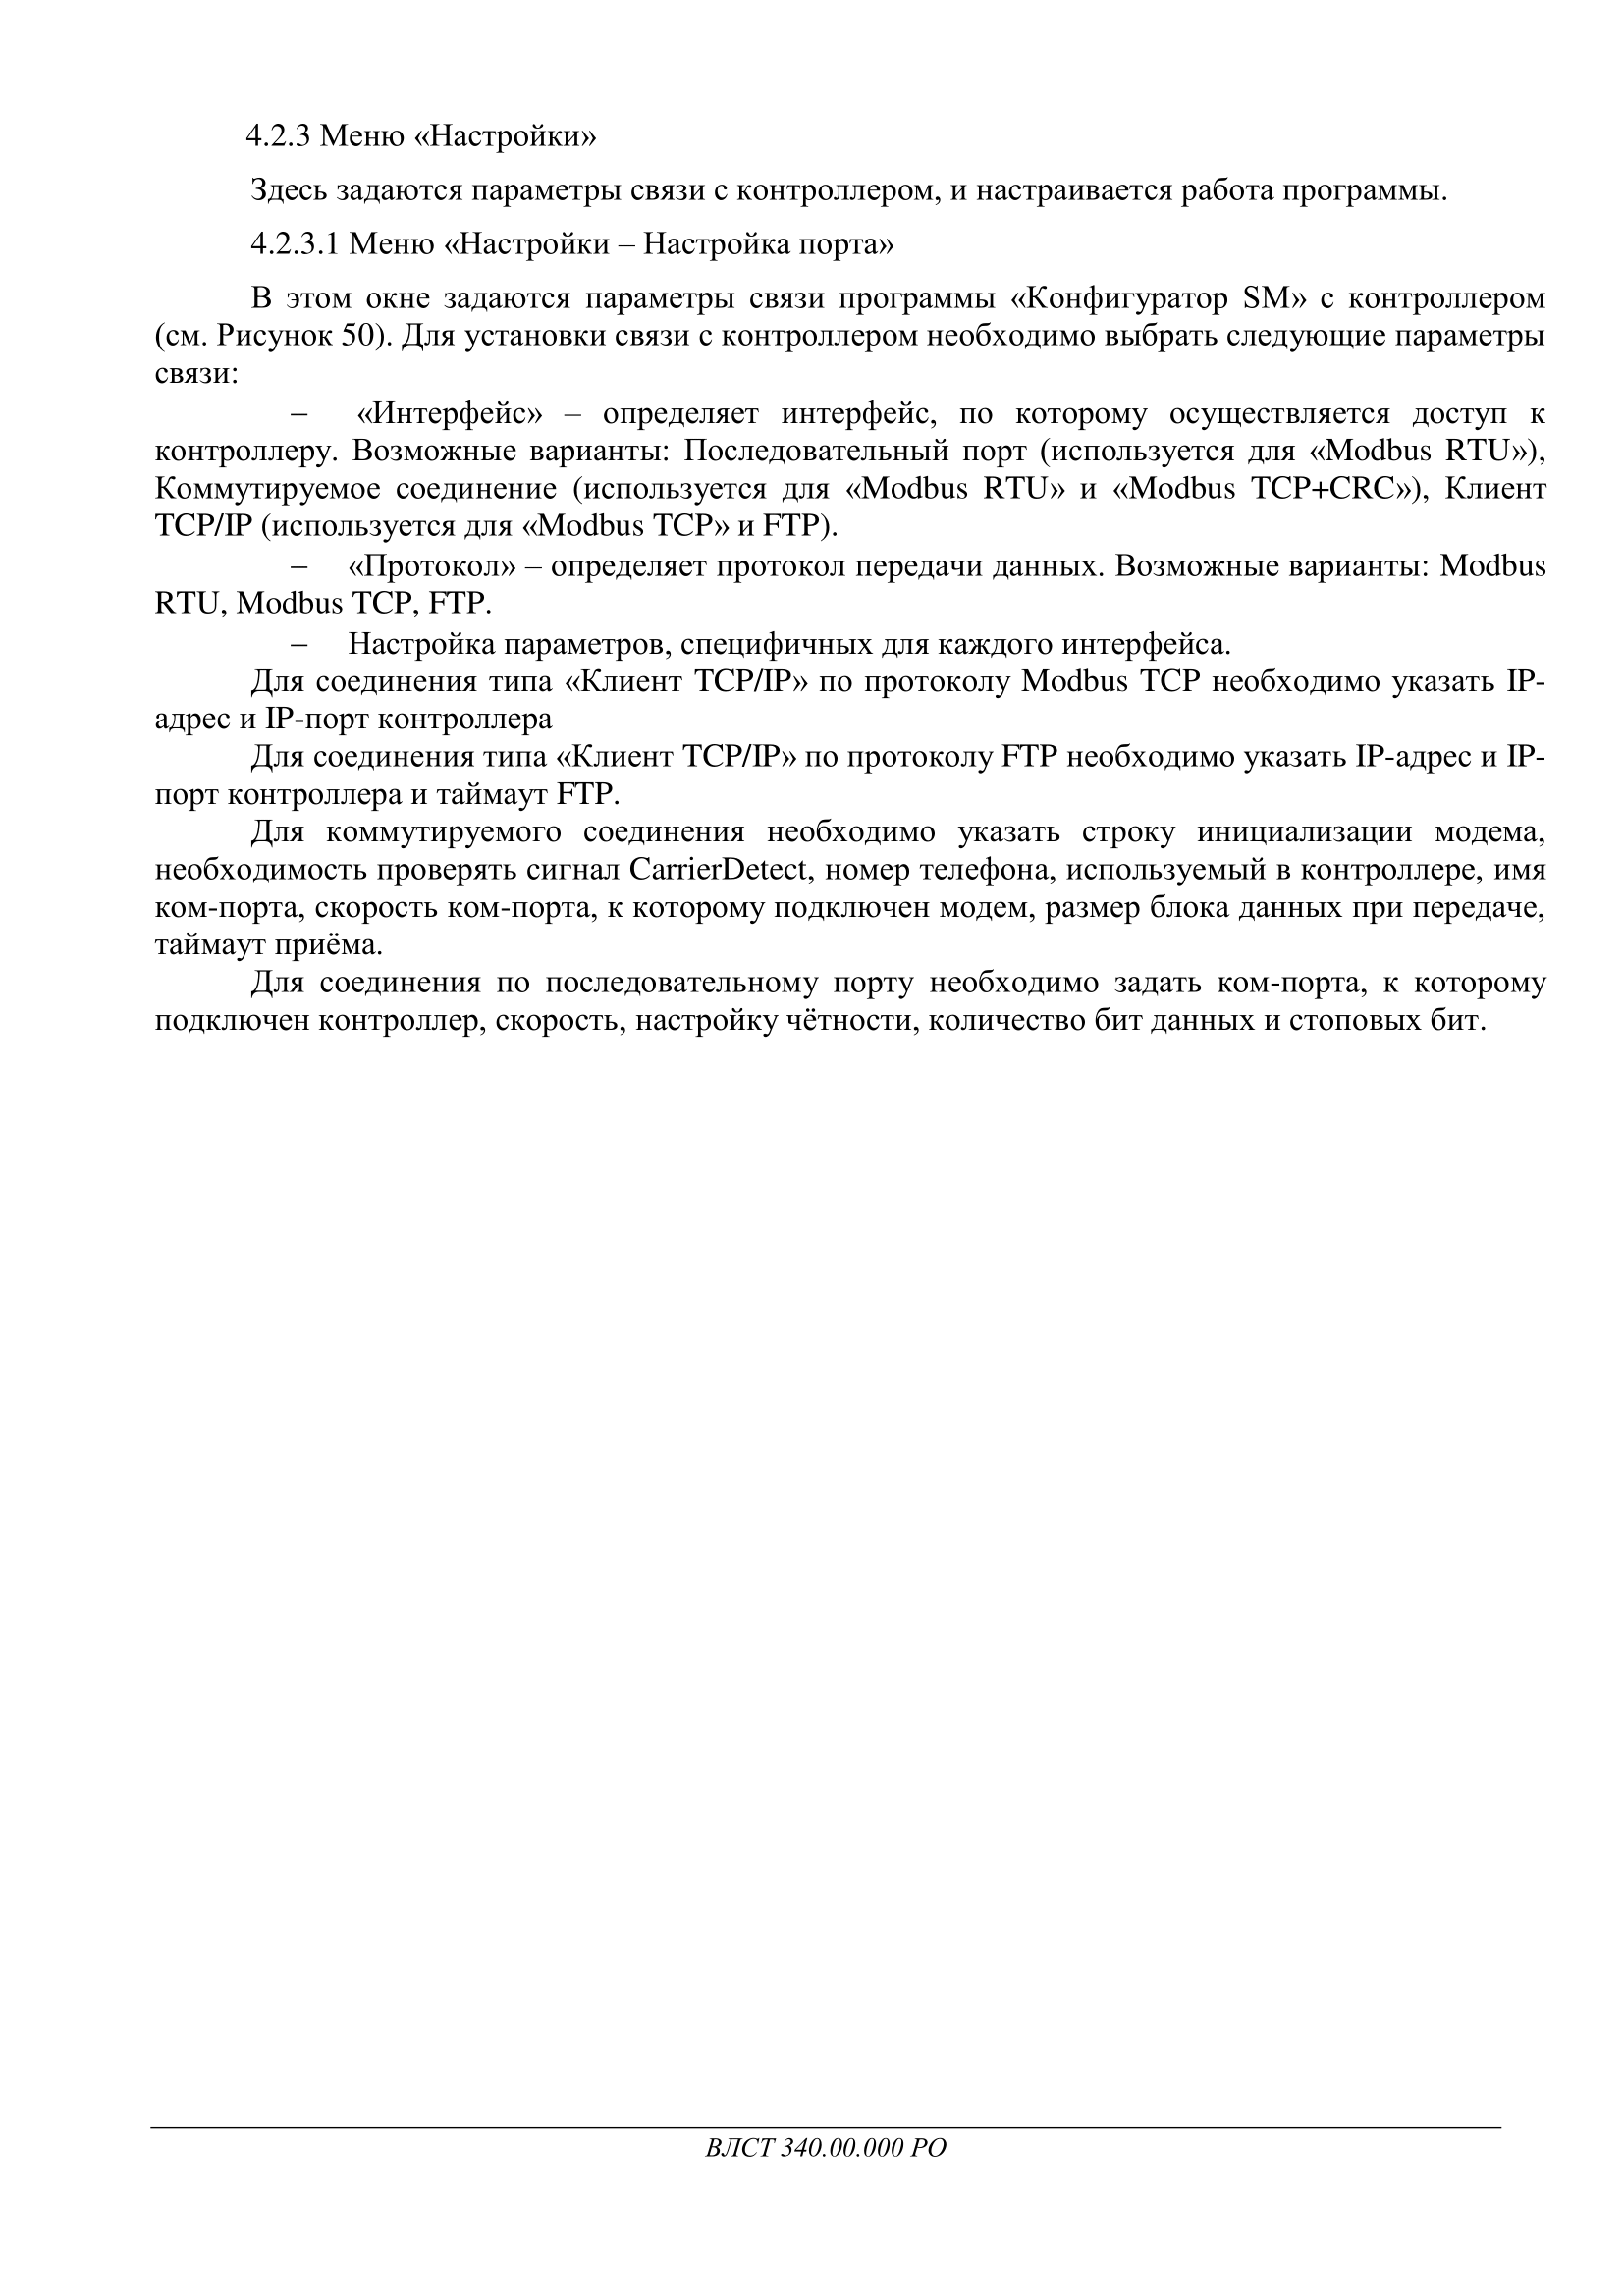 4.2.3 Меню «Настройки»
Здесь задаются параметры связи с контроллером, и настраивается работа программы.
4.2.3.1 Меню «Настройки – Настройка порта»
В этом окне задаются параметры связи программы «Конфигуратор SM» с контроллером
(см. Рисунок 50). Для установки связи с контроллером необходимо выбрать следующие параметры
связи:
– «Интерфейс» – определяет интерфейс, по которому осуществляется доступ к
контроллеру. Возможные варианты: Последовательный порт (используется для «Modbus RTU»),
Коммутируемое соединение (используется для «Modbus RTU» и «Modbus TCP+CRC»), Клиент
TCP/IP (используется для «Modbus TCP» и FTP).
– «Протокол» – определяет протокол передачи данных. Возможные варианты: Modbus
RTU, Modbus TCP, FTP.
– Настройка параметров, специфичных для каждого интерфейса.
Для соединения типа «Клиент TCP/IP» по протоколу Modbus TCP необходимо указать IP-
адрес и IP-порт контроллера
Для соединения типа «Клиент TCP/IP» по протоколу FTP необходимо указать IP-адрес и IP-
порт контроллера и таймаут FTP.
Для коммутируемого соединения необходимо указать строку инициализации модема,
необходимость проверять сигнал CarrierDetect, номер телефона, используемый в контроллере, имя
ком-порта, скорость ком-порта, к которому подключен модем, размер блока данных при передаче,
таймаут приёма.
Для соединения по последовательному порту необходимо задать ком-порта, к которому
подключен контроллер, скорость, настройку чётности, количество бит данных и стоповых бит.
ВЛСТ 340.00.000 РО